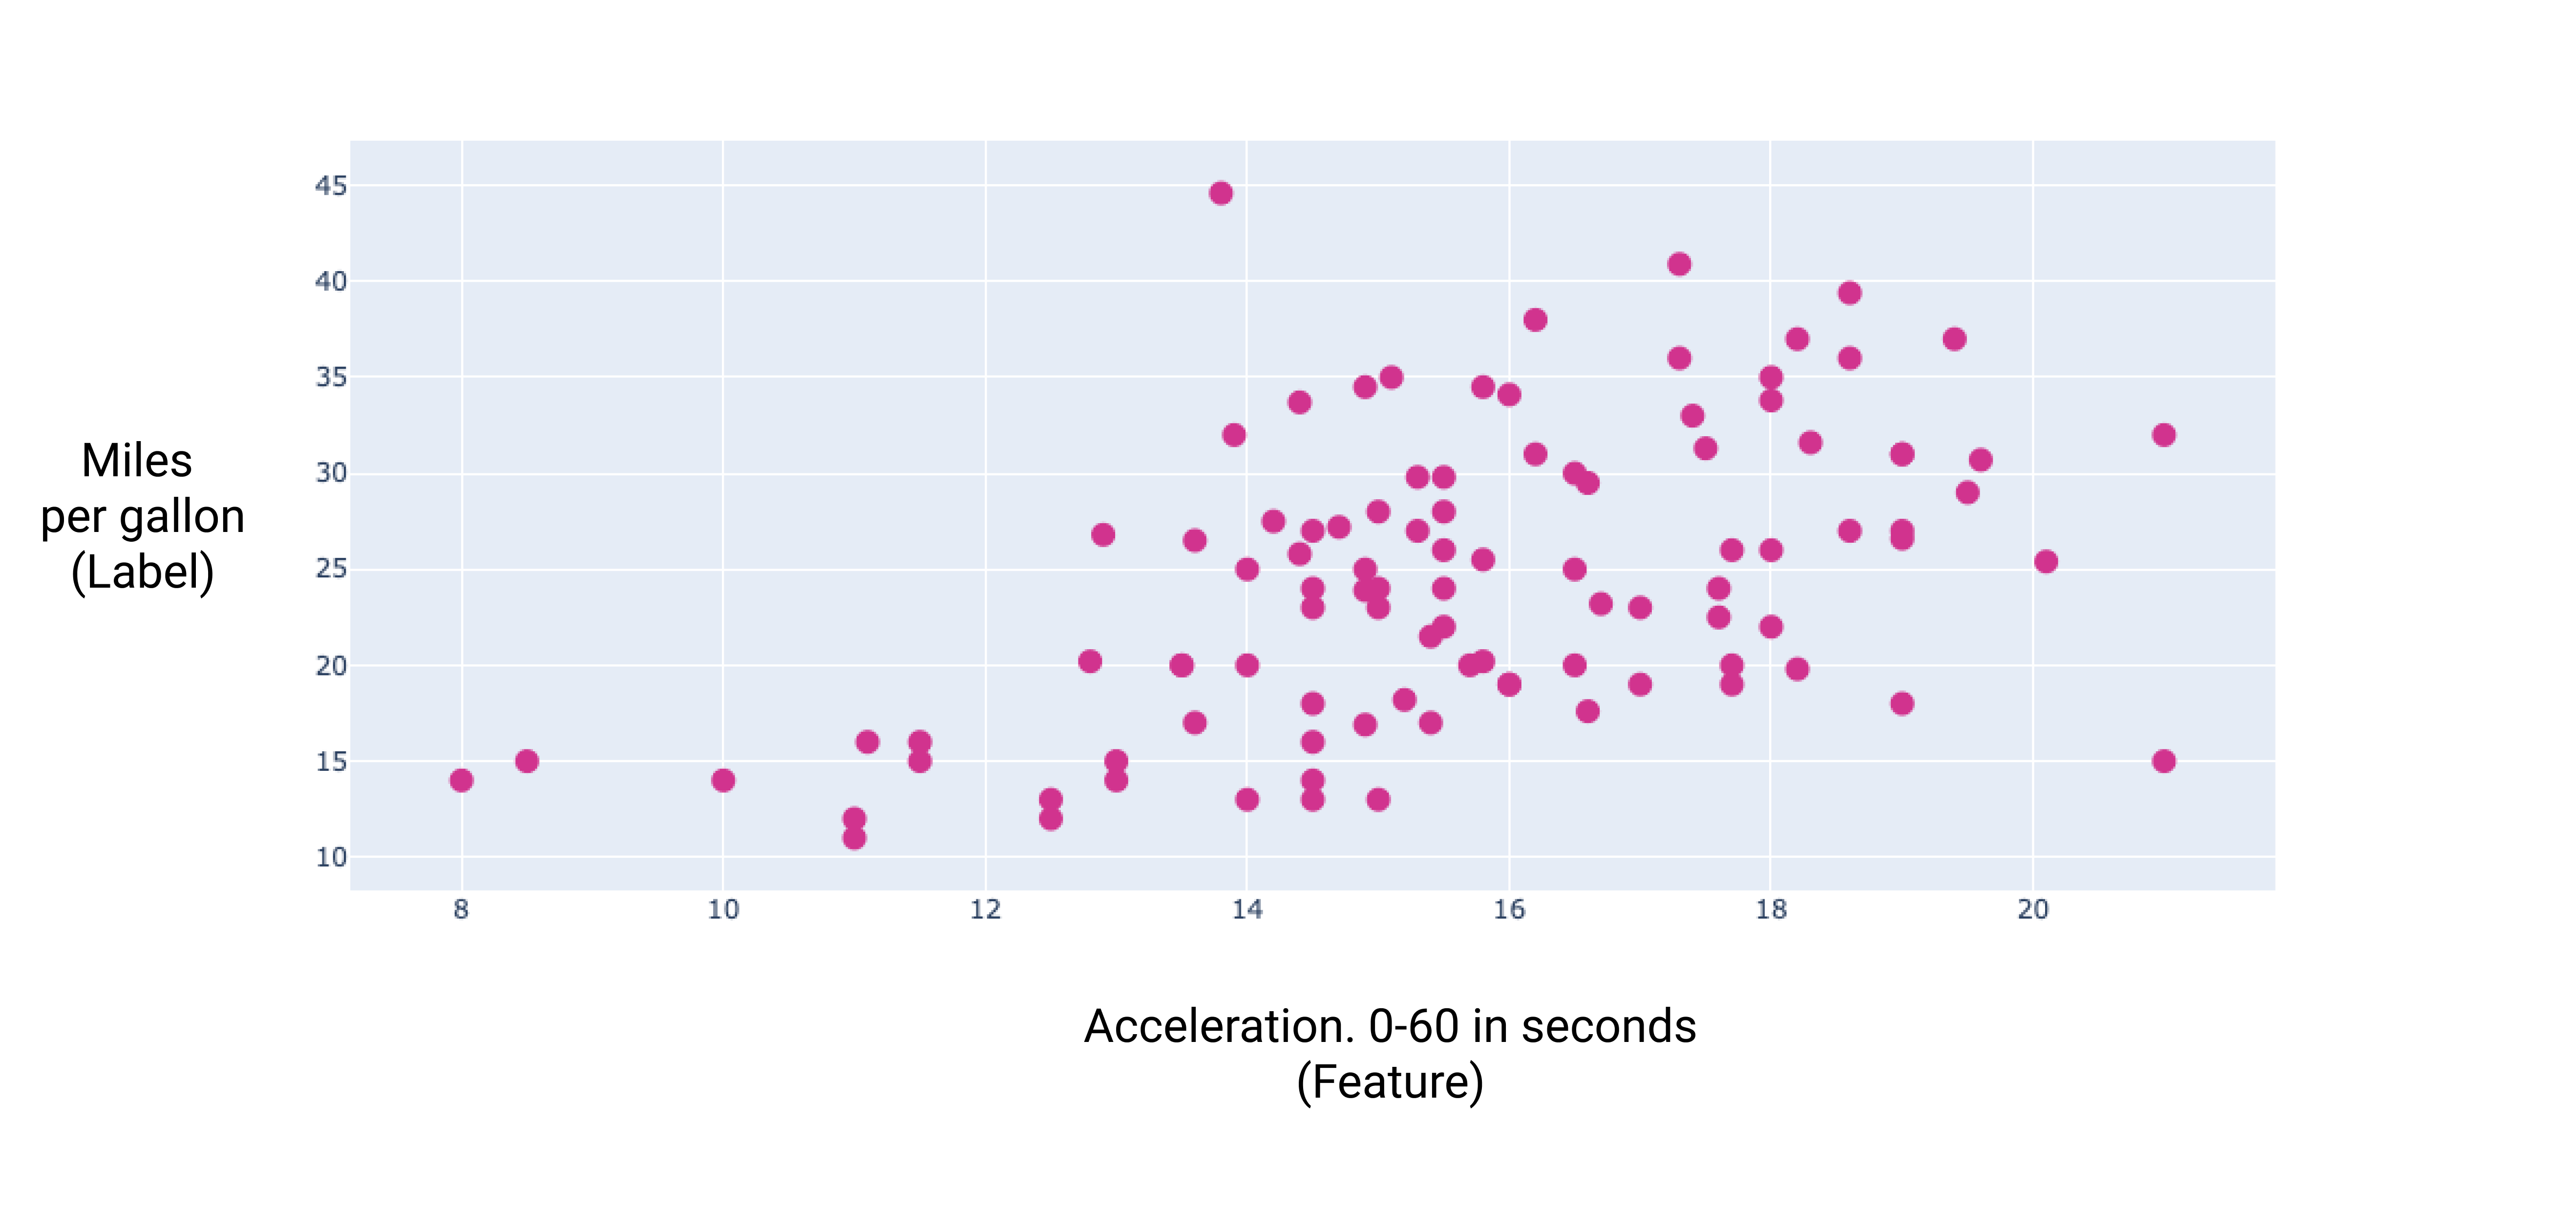 45
40
35
30
25
20
15
10
Miles
per gallon
(Label)
8 10 12 14 16 18 20
Acceleration. 0-60 in seconds
(Feature)